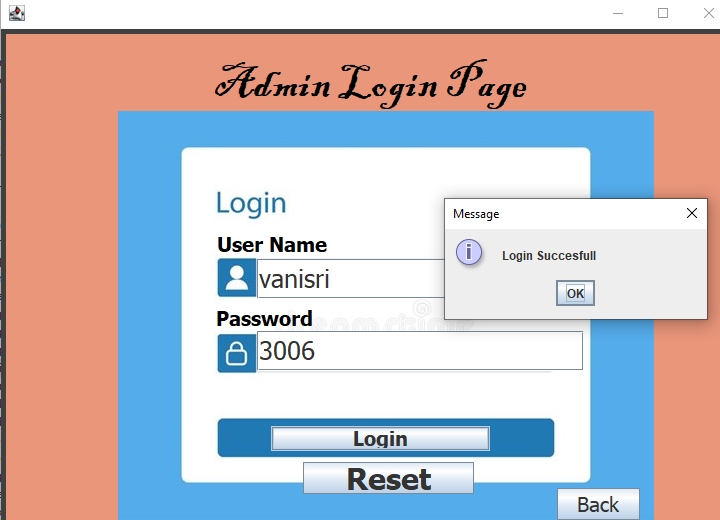 Admin Login Page
Login
Message
User Name
Login Succesfull
vanisri
OK
Password
3006
Login
Reset
Back